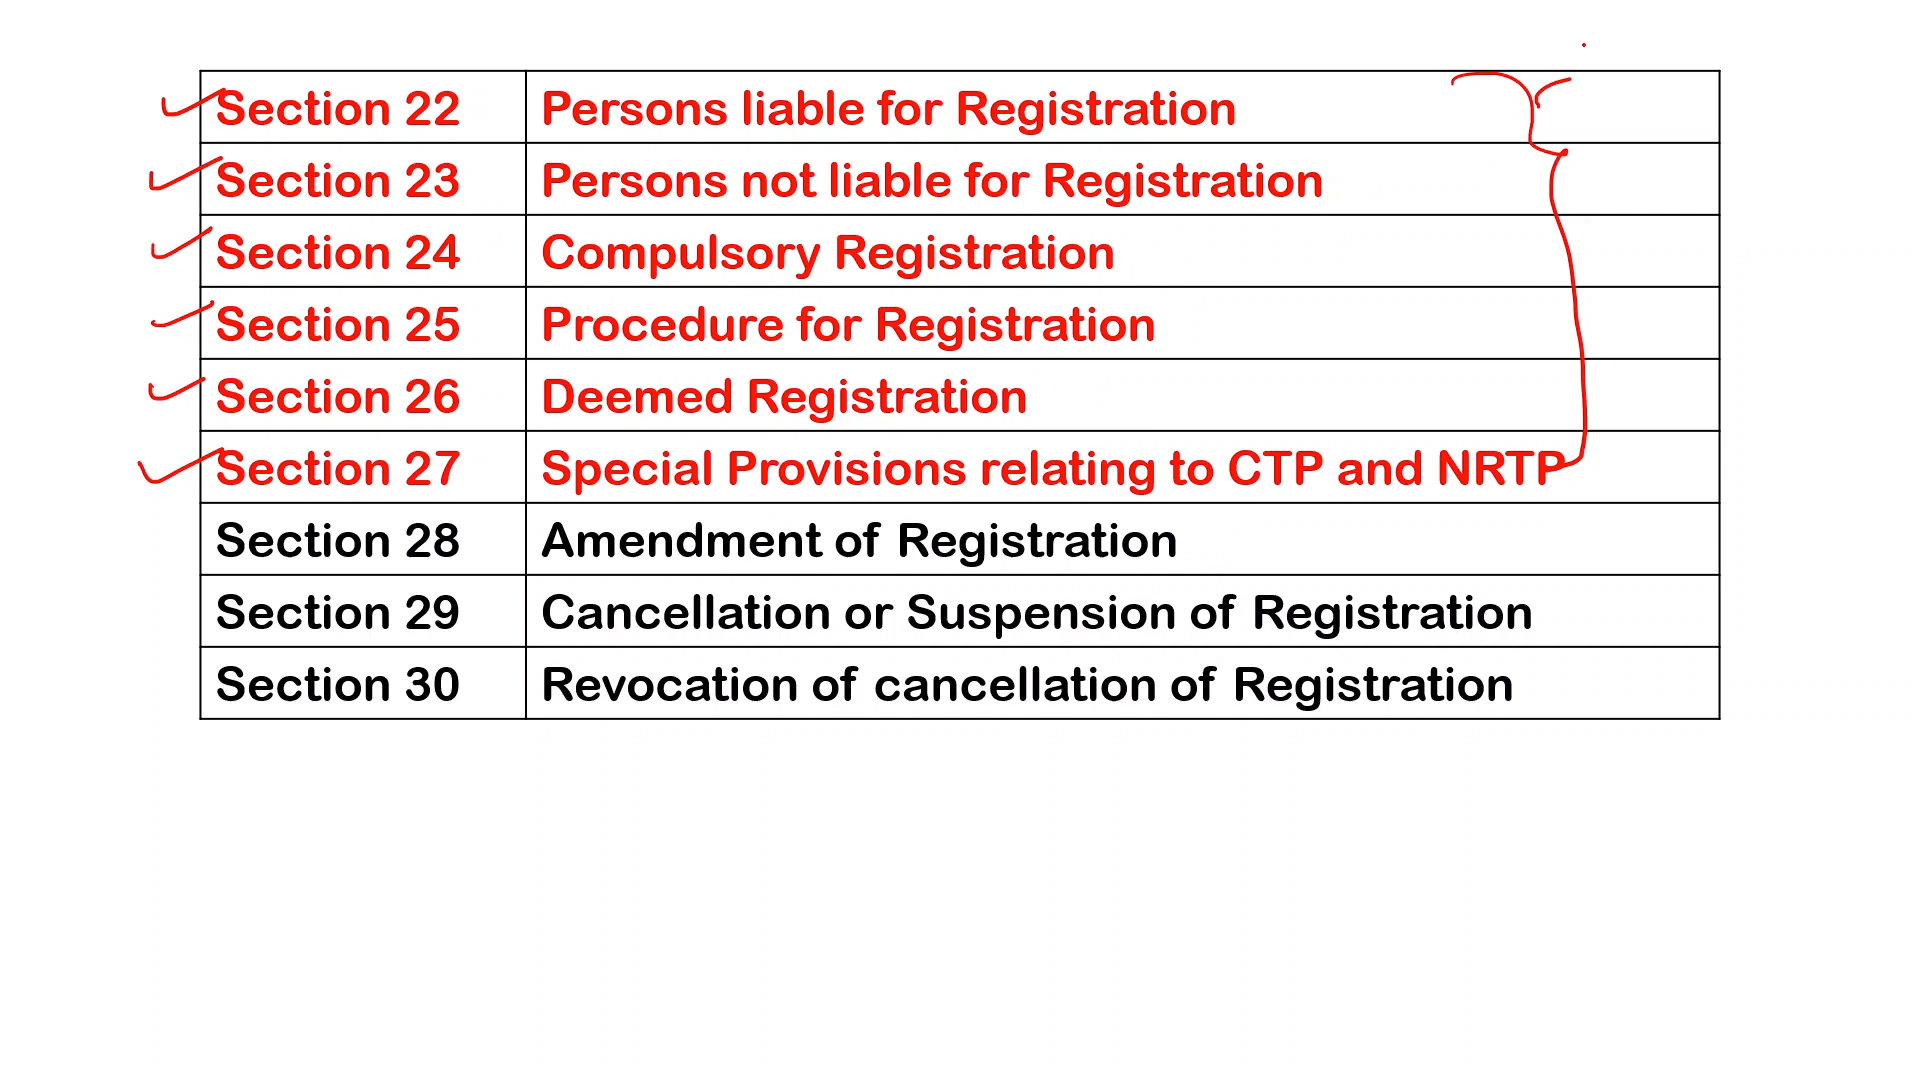 Section 22 Persons liable for Registration
Section 23 Persons not liable for Registration
Section 24 Compulsory Registration
Section 25 Procedure for Registration
Section 26 Deemed Registration
Section 27 Special Provisions relating to CTP and NRTP
Section 28 Amendment of Registration
Section 29 Cancellation or Suspension of Registration
Section 30 Revocation of cancellation of Registration